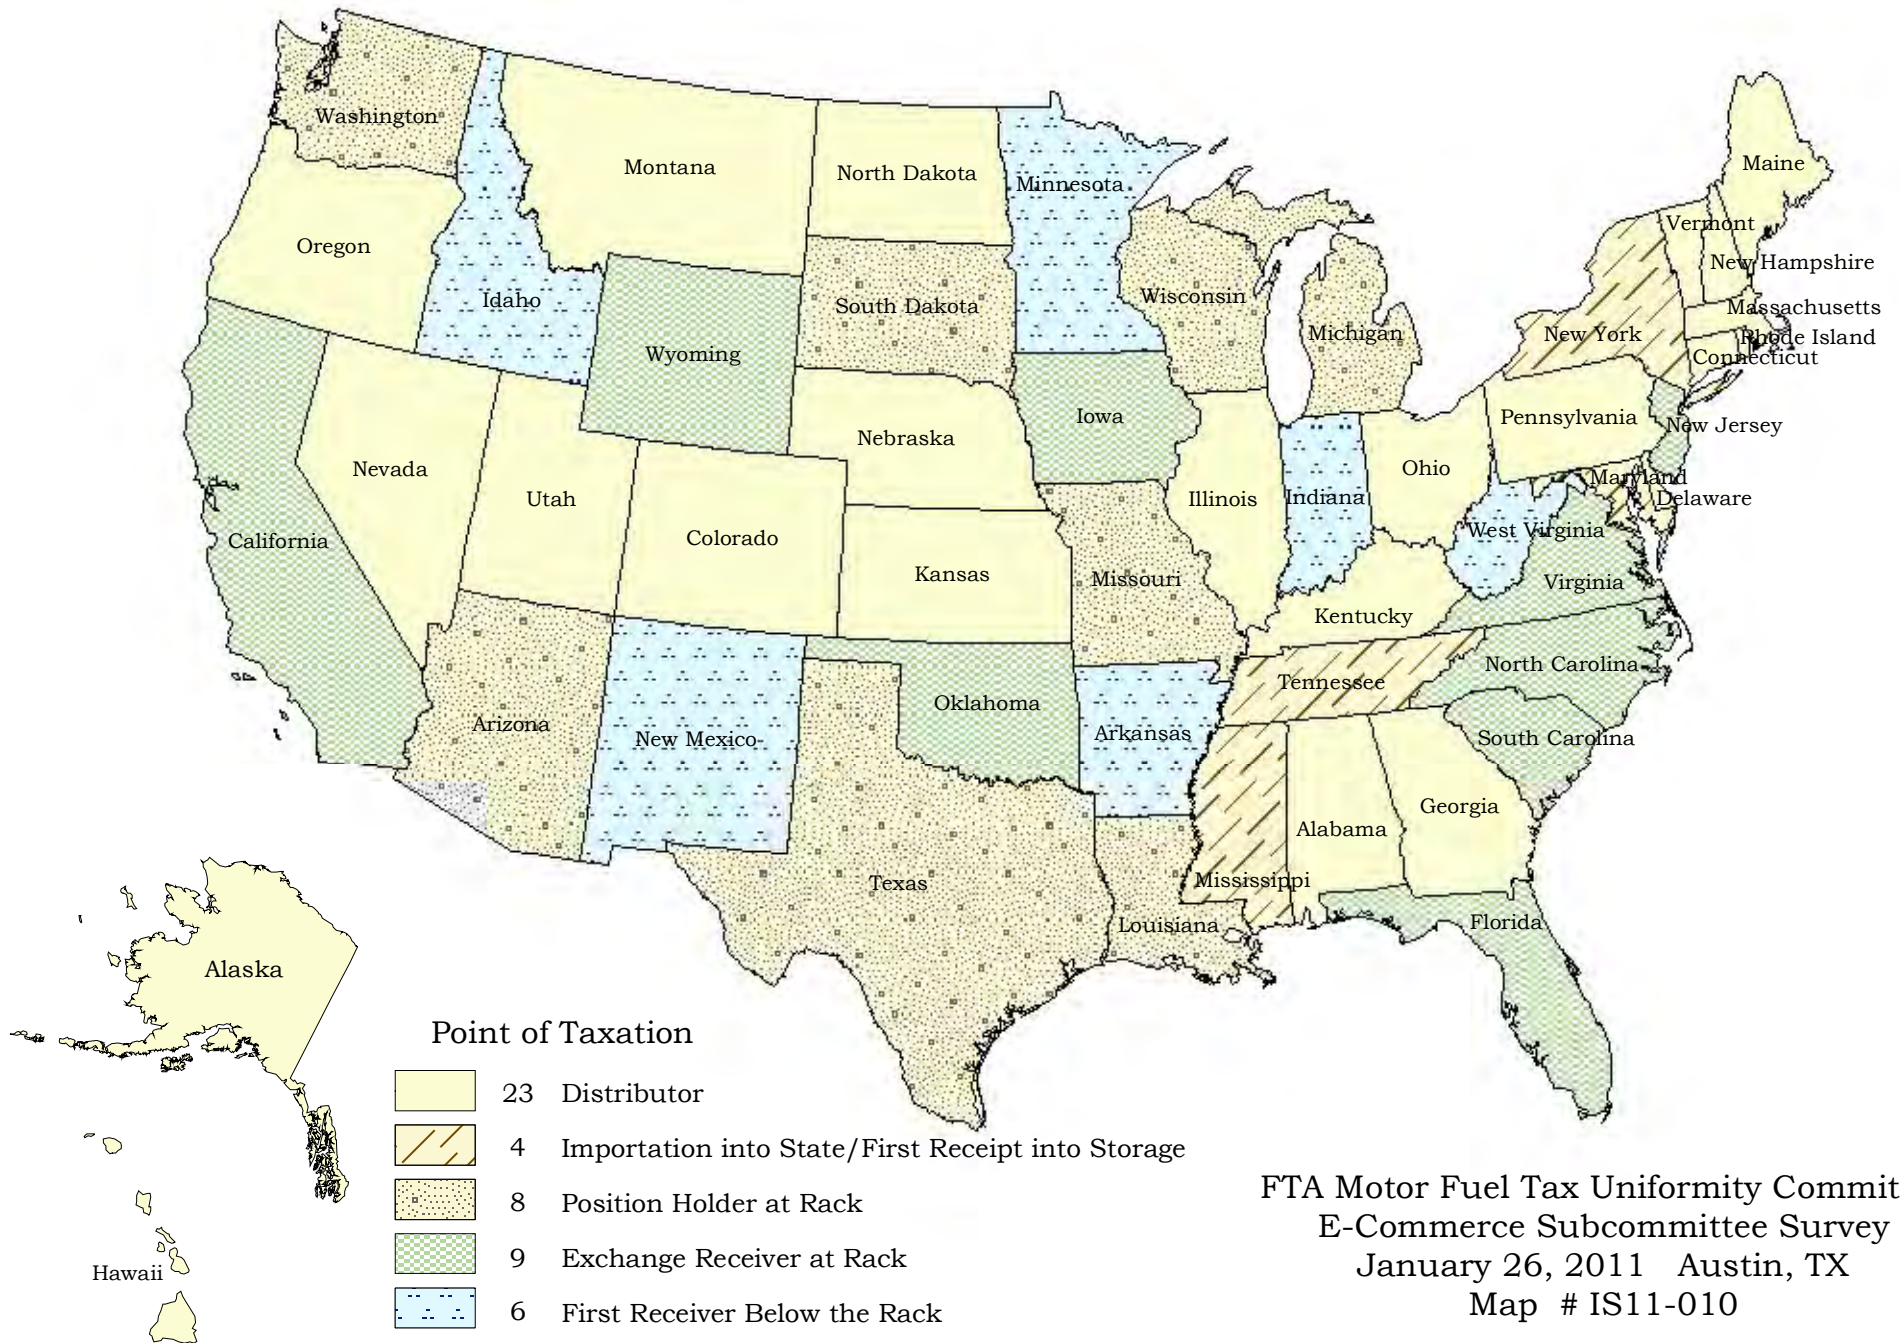 Washington
Montana
North Dakota
Minnesota
Maine
Oregon
Idaho
Vermont
New Hampshire
South Dakota
Wisconsin
Michigan
New York
Massachusetts
Rhode Island
Connecticut
Wyoming
Iowa
Nebraska
Pennsylvania
New Jersey
Nevada
Utah
Ohio
Illinois
Indiana
Maryland
Delaware
California
Colorado
West Virginia
Kansas
Missouri
Virginia
Kentucky
North Carolina
Tennessee
Arizona
New Mexico
Oklahoma
Arkansas
South Carolina
Georgia
Alabama
Texas
Mississippi
Louisiana
Florida
Alaska
Hawaii
Point of Taxation
23 Distributor
4 Importation into State/First Receipt into Storage
8 Position Holder at Rack
9 Exchange Receiver at Rack
6 First Receiver Below the Rack
FTA Motor Fuel Tax Uniformity Commit
E-Commerce Subcommittee Survey
January 26, 2011 Austin, TX
Map # IS11-010